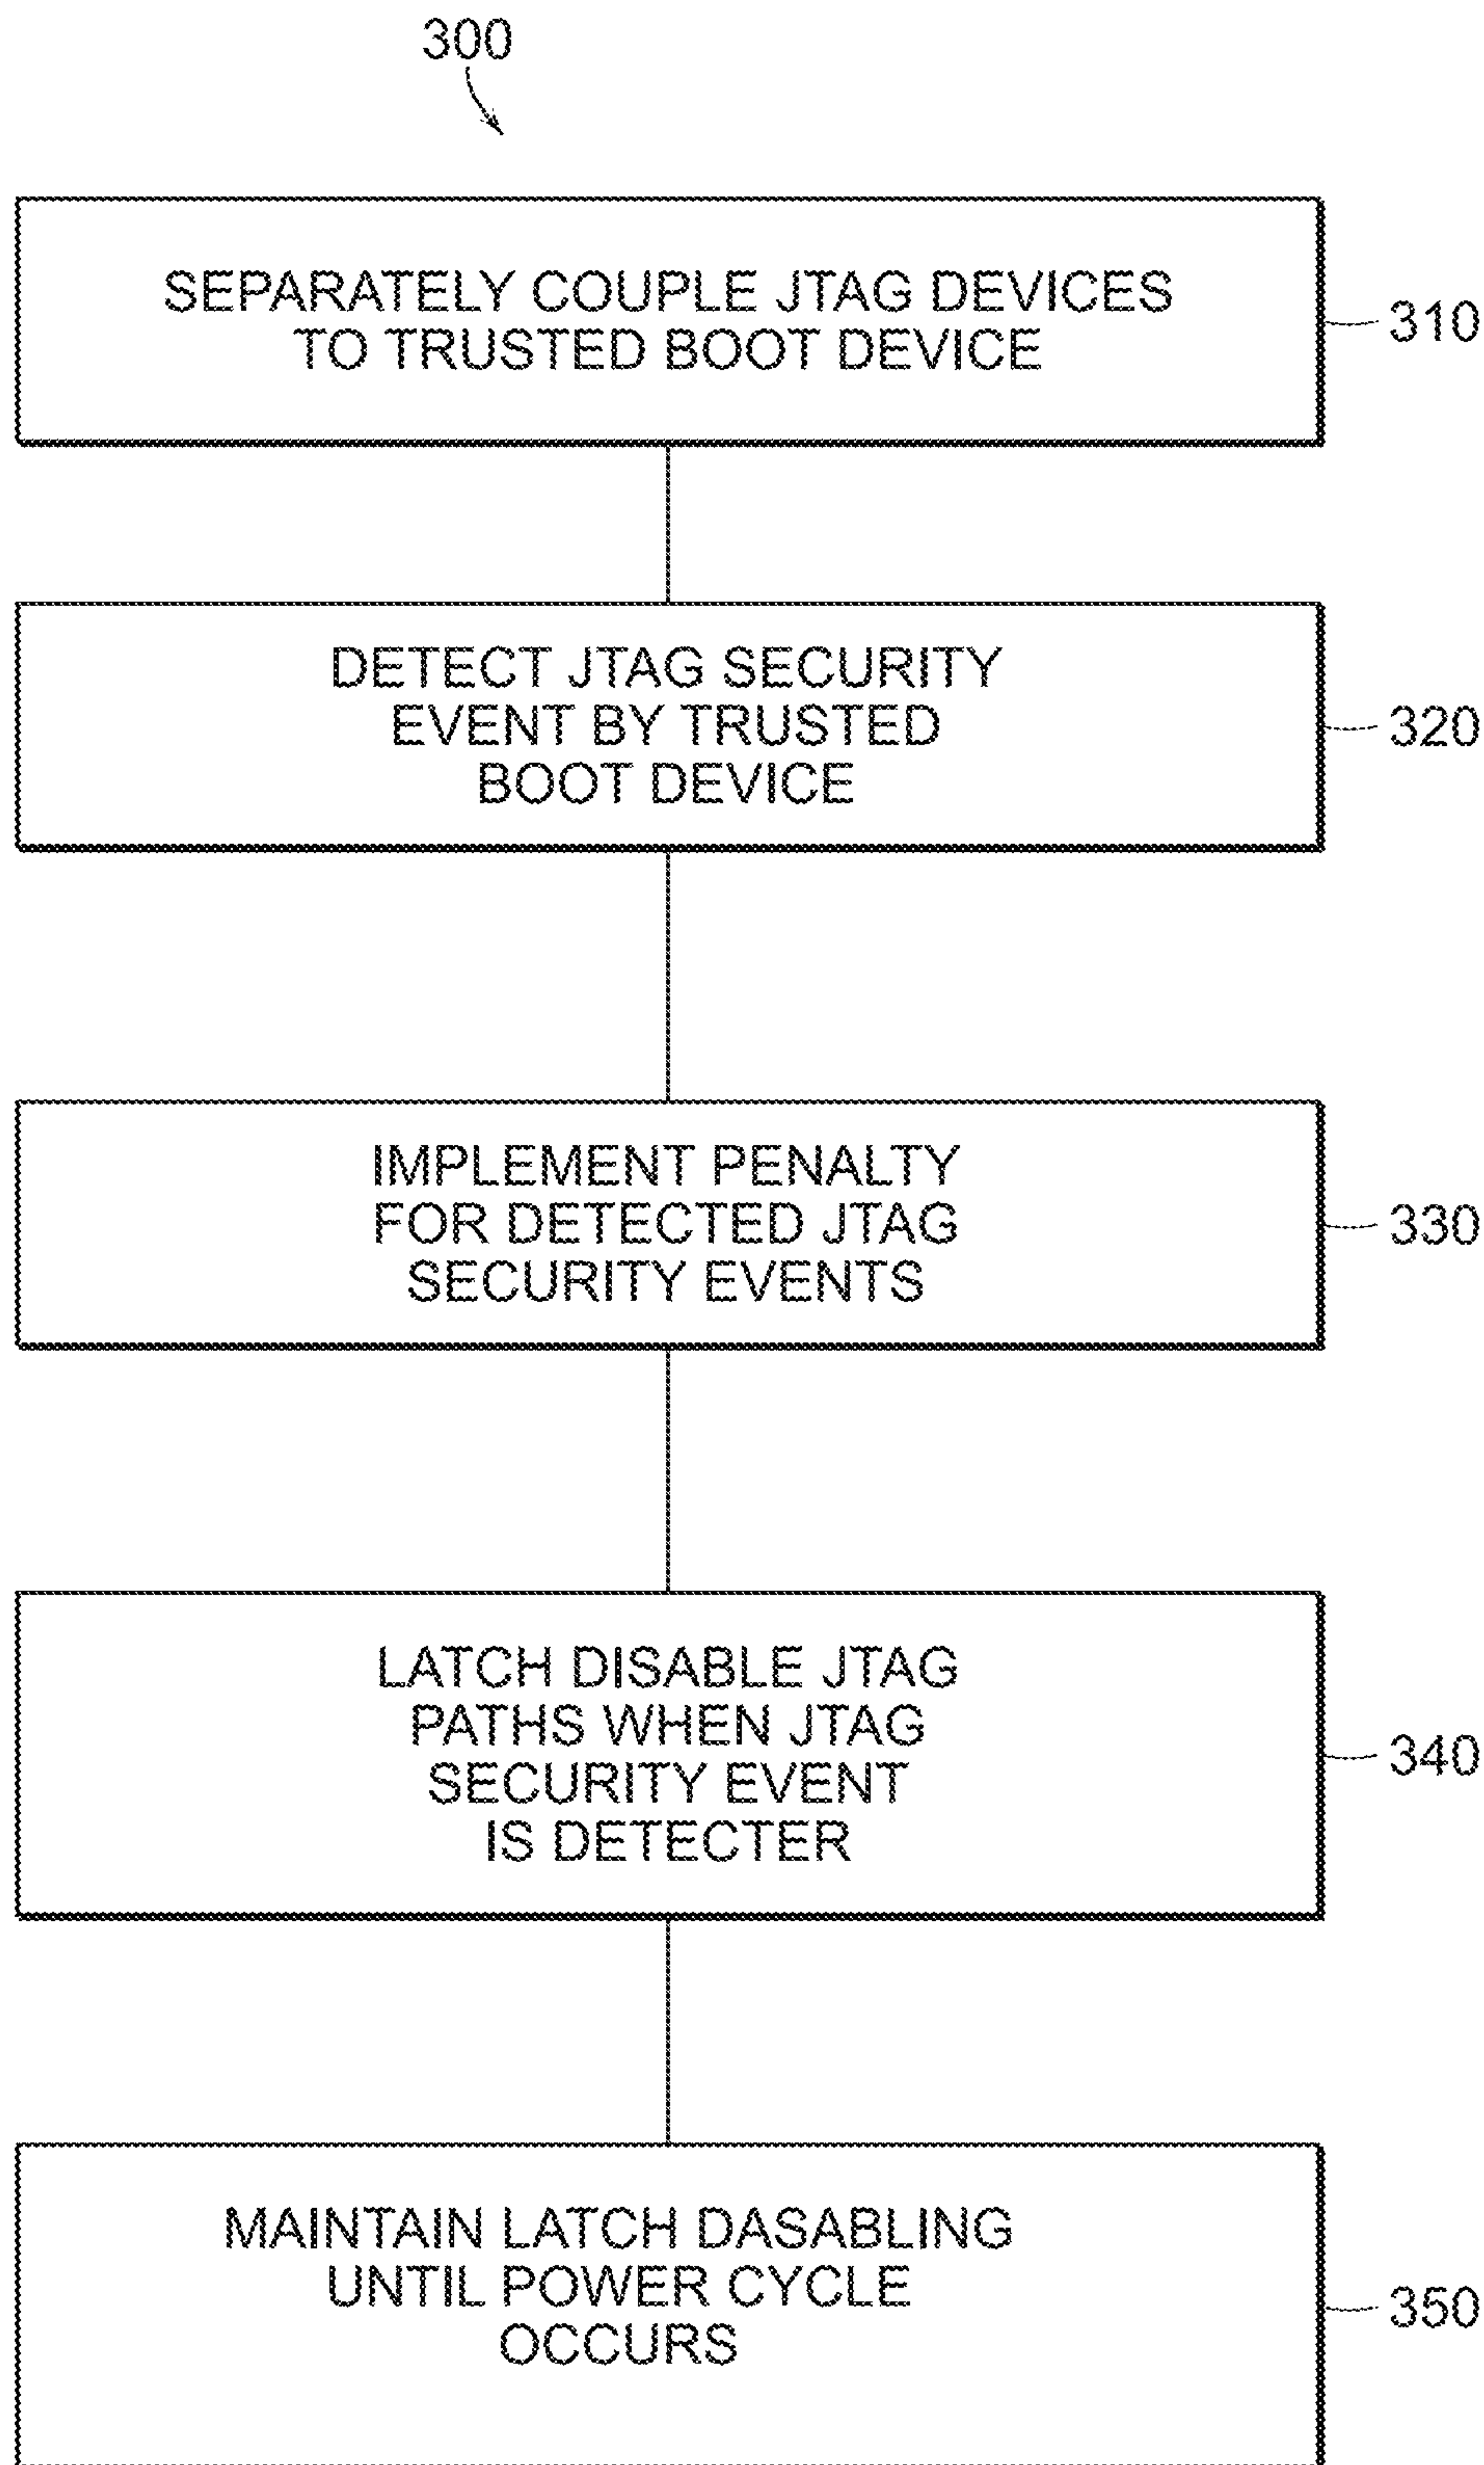 300
SEPARATELY COUPLE JTAG DEVICES
TO TRUSTED BOOT DEVICE
310
DETECT JTAG SECURITY
EVENT BY TRUSTED
BOOT DEVICE
320
IMPLEMENT PENALTY
FOR DETECTED JTAG
SECURITY EVENTS
330
LATCH DISABLE JTAG
PATHS WHEN JTAG
SECURITY EVENT
IS DETECTER
340
MAINTAIN LATCH DASABLING
UNTIL POWER CYCLE
OCCURS
350